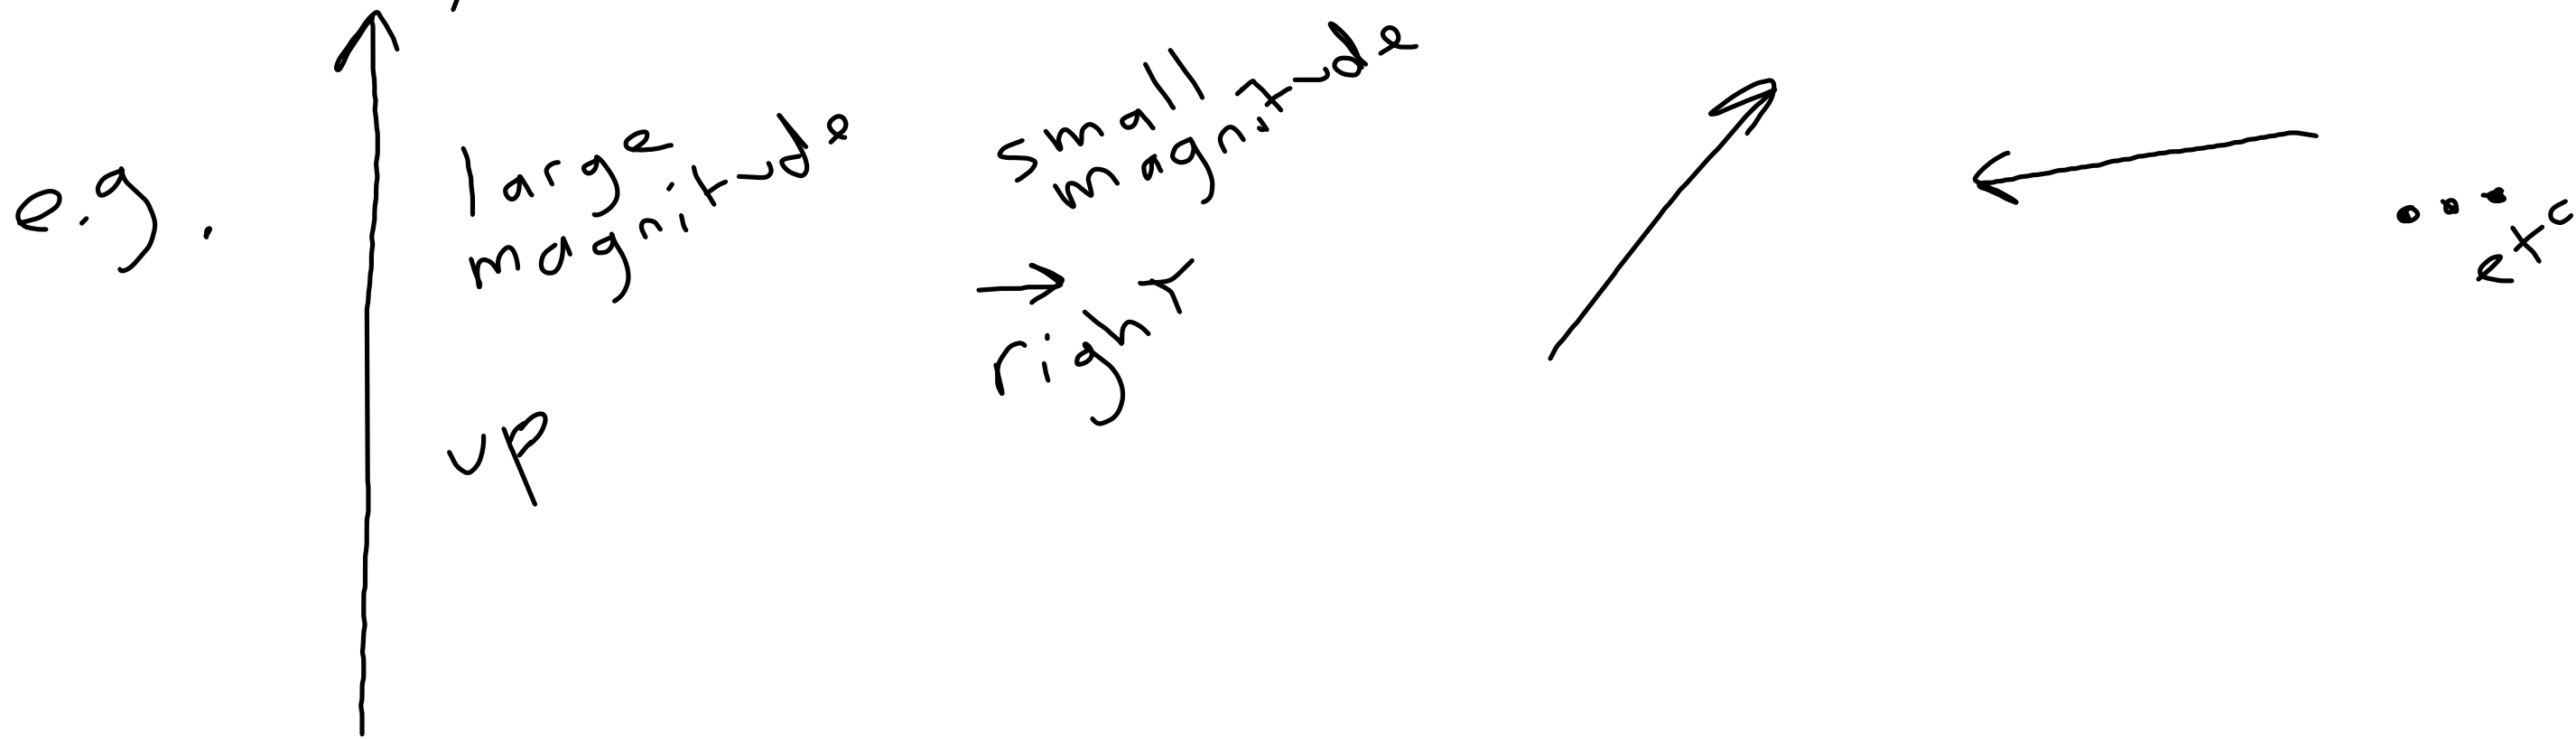 e.g.
large
magnitude
up
small
magnitude
right
...
etc